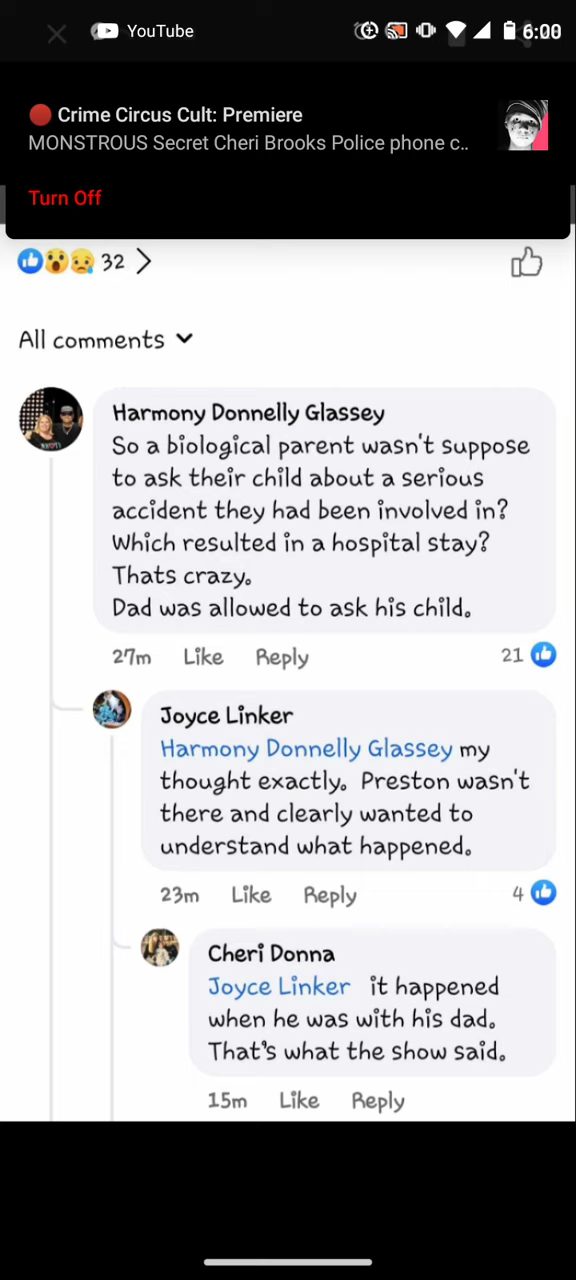 YouTube
6:00
Crime Circus Cult: Premiere
MONSTROUS Secret Cheri Brooks Police phone c..
Turn Off
32
All comments
Harmony Donnelly Glassey
So a biological parent wasn't suppose
to ask their child about a serious
accident they had been involved in?
Which resulted in a hospital stay?
Thats crazy.
Dad was allowed to ask his child.
27m Like Reply 21
Joyce Linker
Harmony Donnelly Glassey my
thought exactly. Preston wasn't
there and clearly wanted to
understand what happened.
23m Like Reply 4
Cheri Donna
Joyce Linker it happened
when he was with his dad.
That's what the show said.
15m Like Reply